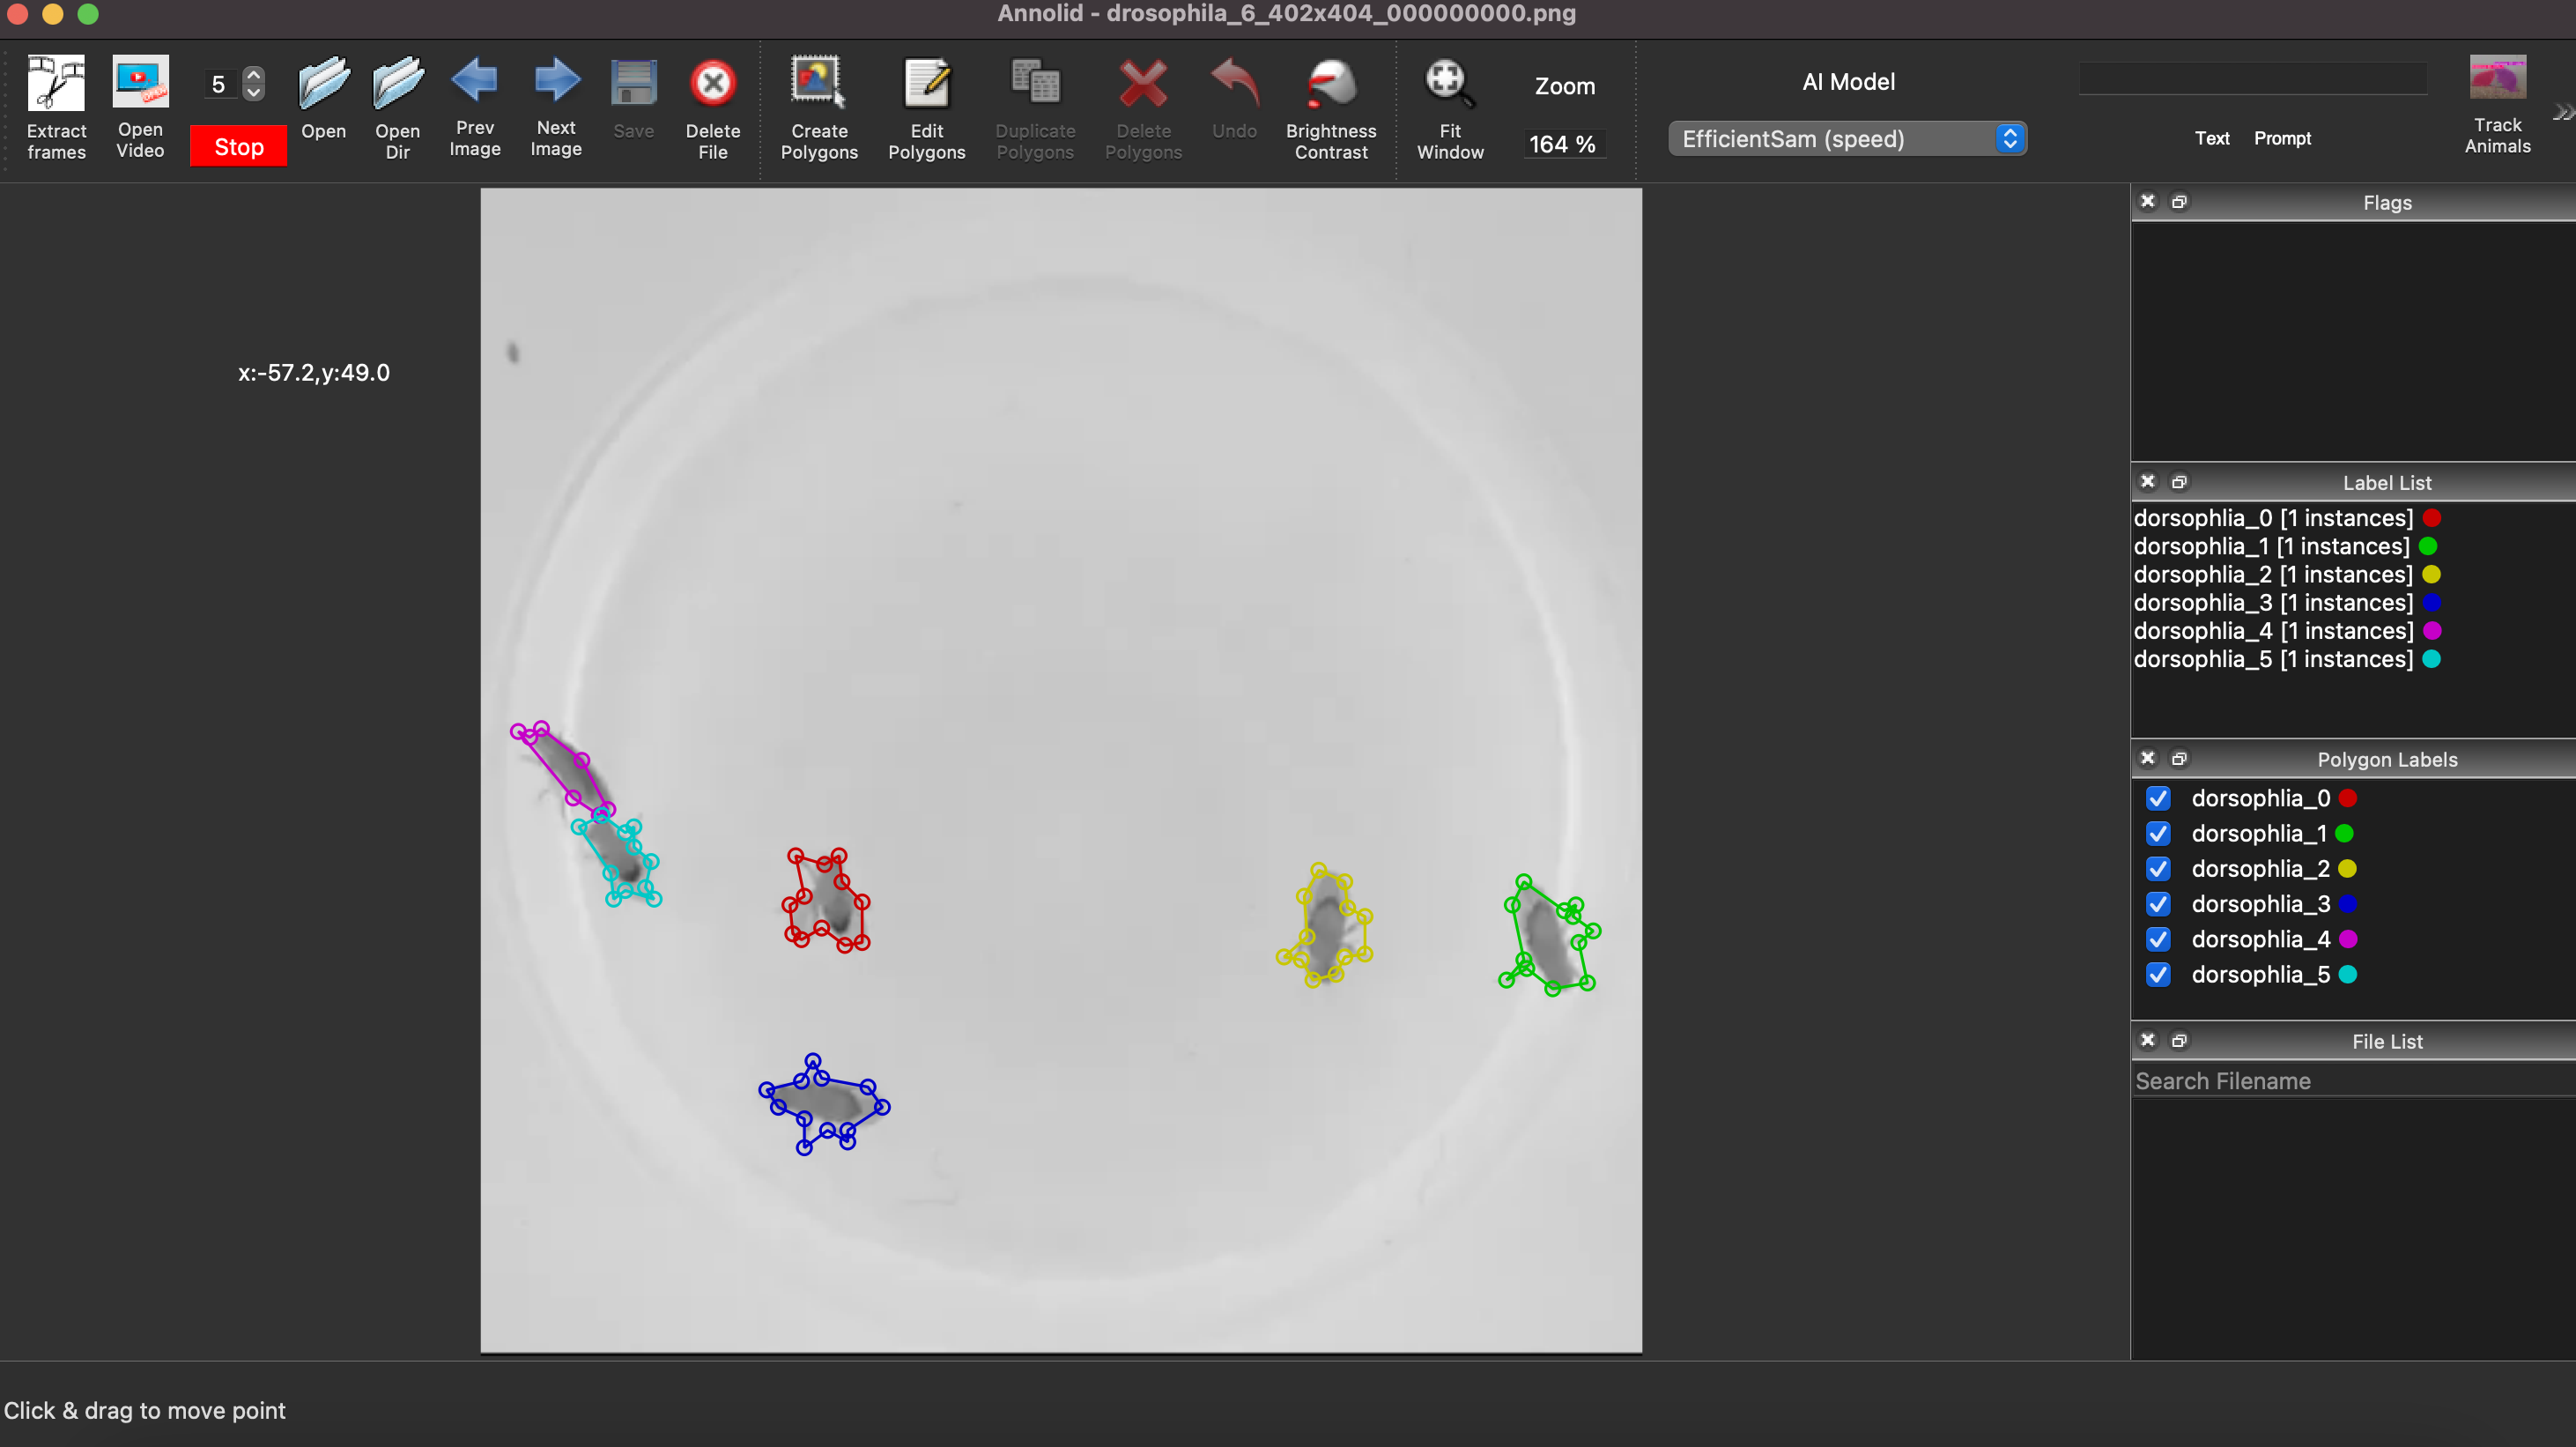 Annolid - drosophila_6_402x404_000000000.png
Extract frames
Open Video
5
Stop
Open
Open Dir
Prev Image
Next Image
Save
Delete File
Create Polygons
Edit Polygons
Duplicate Polygons
Delete Polygons
Undo
Brightness Contrast
Fit Window
Zoom
164 %
AI Model
EfficientSam (speed)
Text Prompt
Track Animals
x:-57.2,y:49.0
Flags
Label List
dorsophlia_0 [1 instances]
dorsophlia_1 [1 instances]
dorsophlia_2 [1 instances]
dorsophlia_3 [1 instances]
dorsophlia_4 [1 instances]
dorsophlia_5 [1 instances]
Polygon Labels
dorsophlia_0
dorsophlia_1
dorsophlia_2
dorsophlia_3
dorsophlia_4
dorsophlia_5
File List
Search Filename
Click & drag to move point